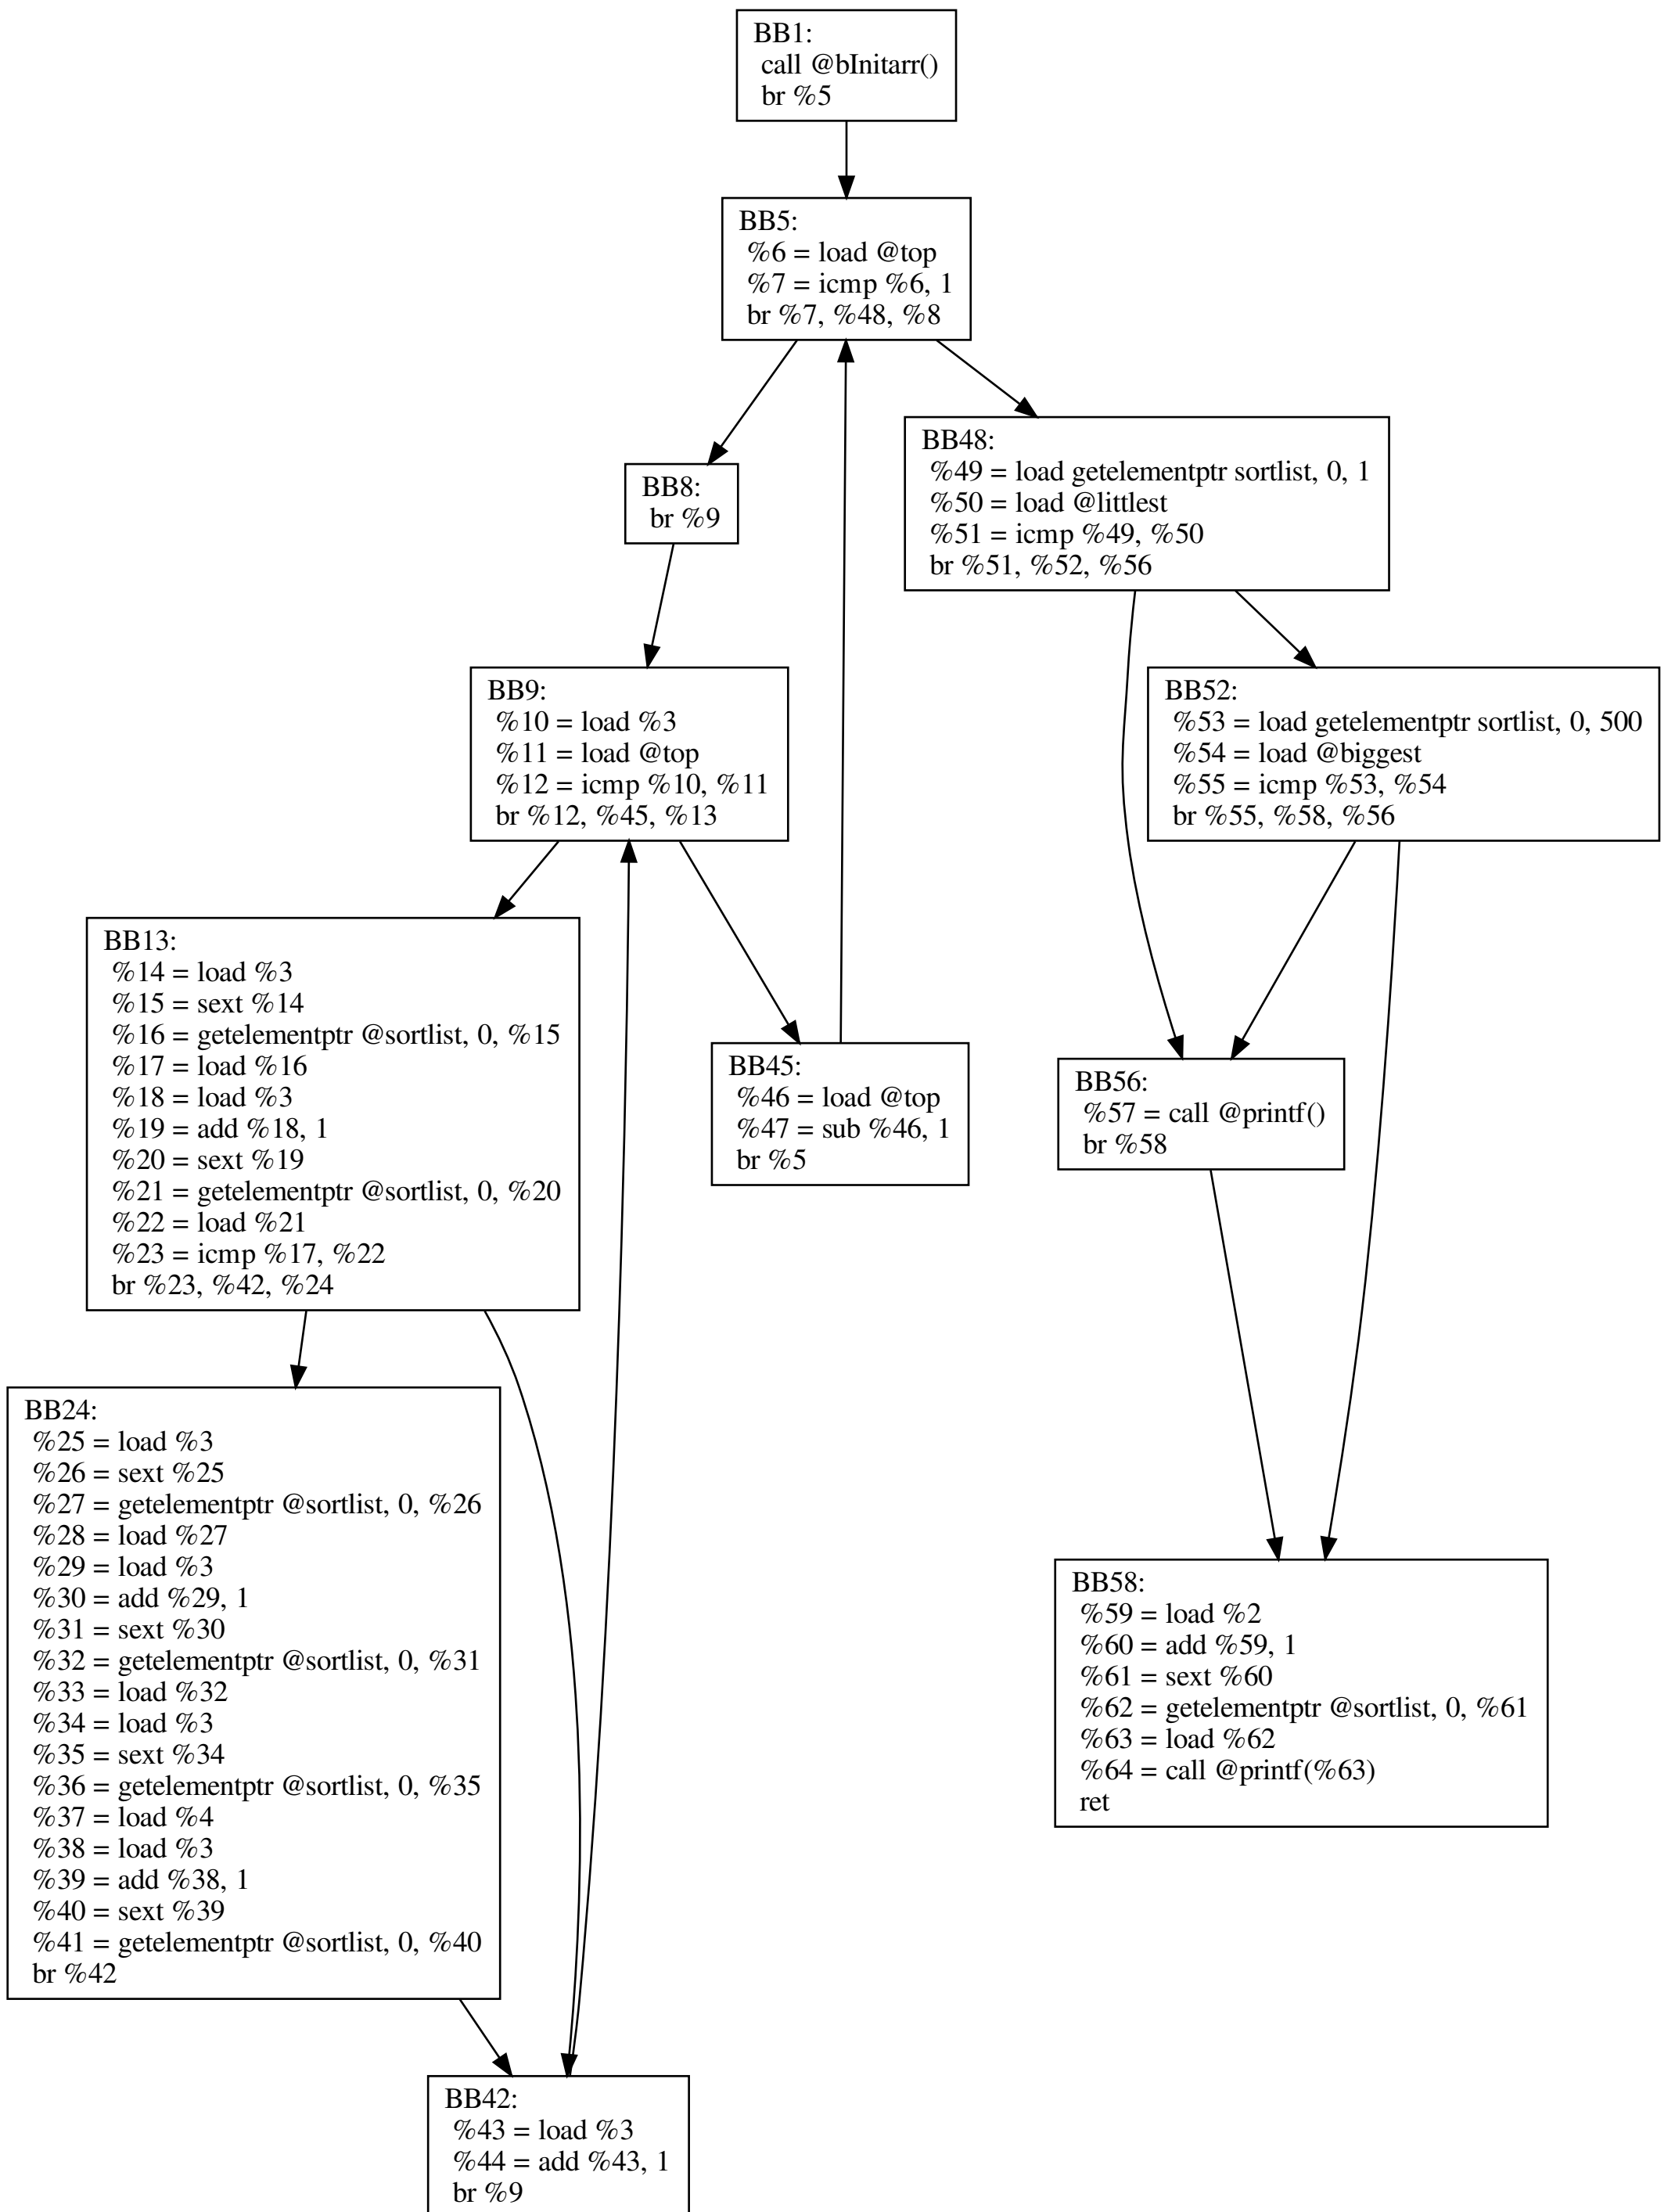 BB1:
call @bInitarr()
br %5
BB5:
%6 = load @top
%7 = icmp %6, 1
br %7, %48, %8
BB8:
br %9
BB48:
%49 = load getelementptr sortlist, 0, 1
%50 = load @littlest
%51 = icmp %49, %50
br %51, %52, %56
BB9:
%10 = load %3
%11 = load @top
%12 = icmp %10, %11
br %12, %45, %13
BB52:
%53 = load getelementptr sortlist, 0, 500
%54 = load @biggest
%55 = icmp %53, %54
br %55, %58, %56
BB13:
%14 = load %3
%15 = sext %14
%16 = getelementptr @sortlist, 0, %15
%17 = load %16
%18 = load %3
%19 = add %18, 1
%20 = sext %19
%21 = getelementptr @sortlist, 0, %20
%22 = load %21
%23 = icmp %17, %22
br %23, %42, %24
BB45:
%46 = load @top
%47 = sub %46, 1
br %5
BB56:
%57 = call @printf()
br %58
BB24:
%25 = load %3
%26 = sext %25
%27 = getelementptr @sortlist, 0, %26
%28 = load %27
%29 = load %3
%30 = add %29, 1
%31 = sext %30
%32 = getelementptr @sortlist, 0, %31
%33 = load %32
%34 = load %3
%35 = sext %34
%36 = getelementptr @sortlist, 0, %35
%37 = load %4
%38 = load %3
%39 = add %38, 1
%40 = sext %39
%41 = getelementptr @sortlist, 0, %40
br %42
BB58:
%59 = load %2
%60 = add %59, 1
%61 = sext %60
%62 = getelementptr @sortlist, 0, %61
%63 = load %62
%64 = call @printf(%63)
ret
BB42:
%43 = load %3
%44 = add %43, 1
br %9